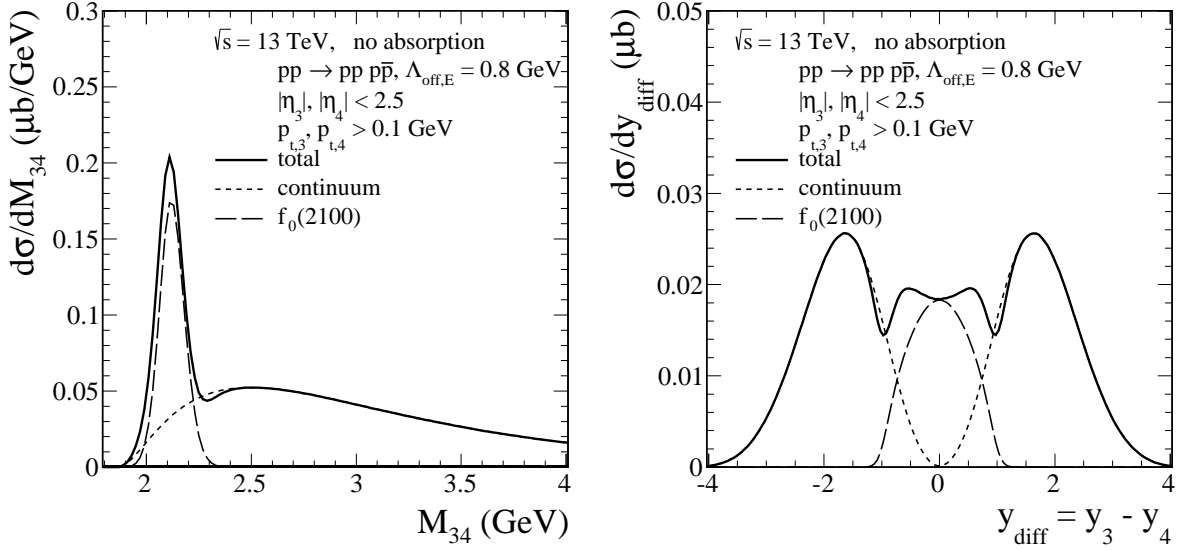 dσ/dM34 (μb/GeV)
0.3
0.25
0.2
0.15
0.1
0.05
0
√s = 13 TeV, no absorption
pp → pp pp̅, Λoff,E = 0.8 GeV
|η3|, |η4| < 2.5
pt,3, pt,4 > 0.1 GeV
total
continuum
f0(2100)
2 2.5 3 3.5 4
M34 (GeV)
dσ/dydiff (μb)
0.05
0.04
0.03
0.02
0.01
0
√s = 13 TeV, no absorption
pp → pp pp̅, Λoff,E = 0.8 GeV
|η3|, |η4| < 2.5
pt,3, pt,4 > 0.1 GeV
total
continuum
f0(2100)
-4 -2 0 2 4
ydiff = y3 - y4